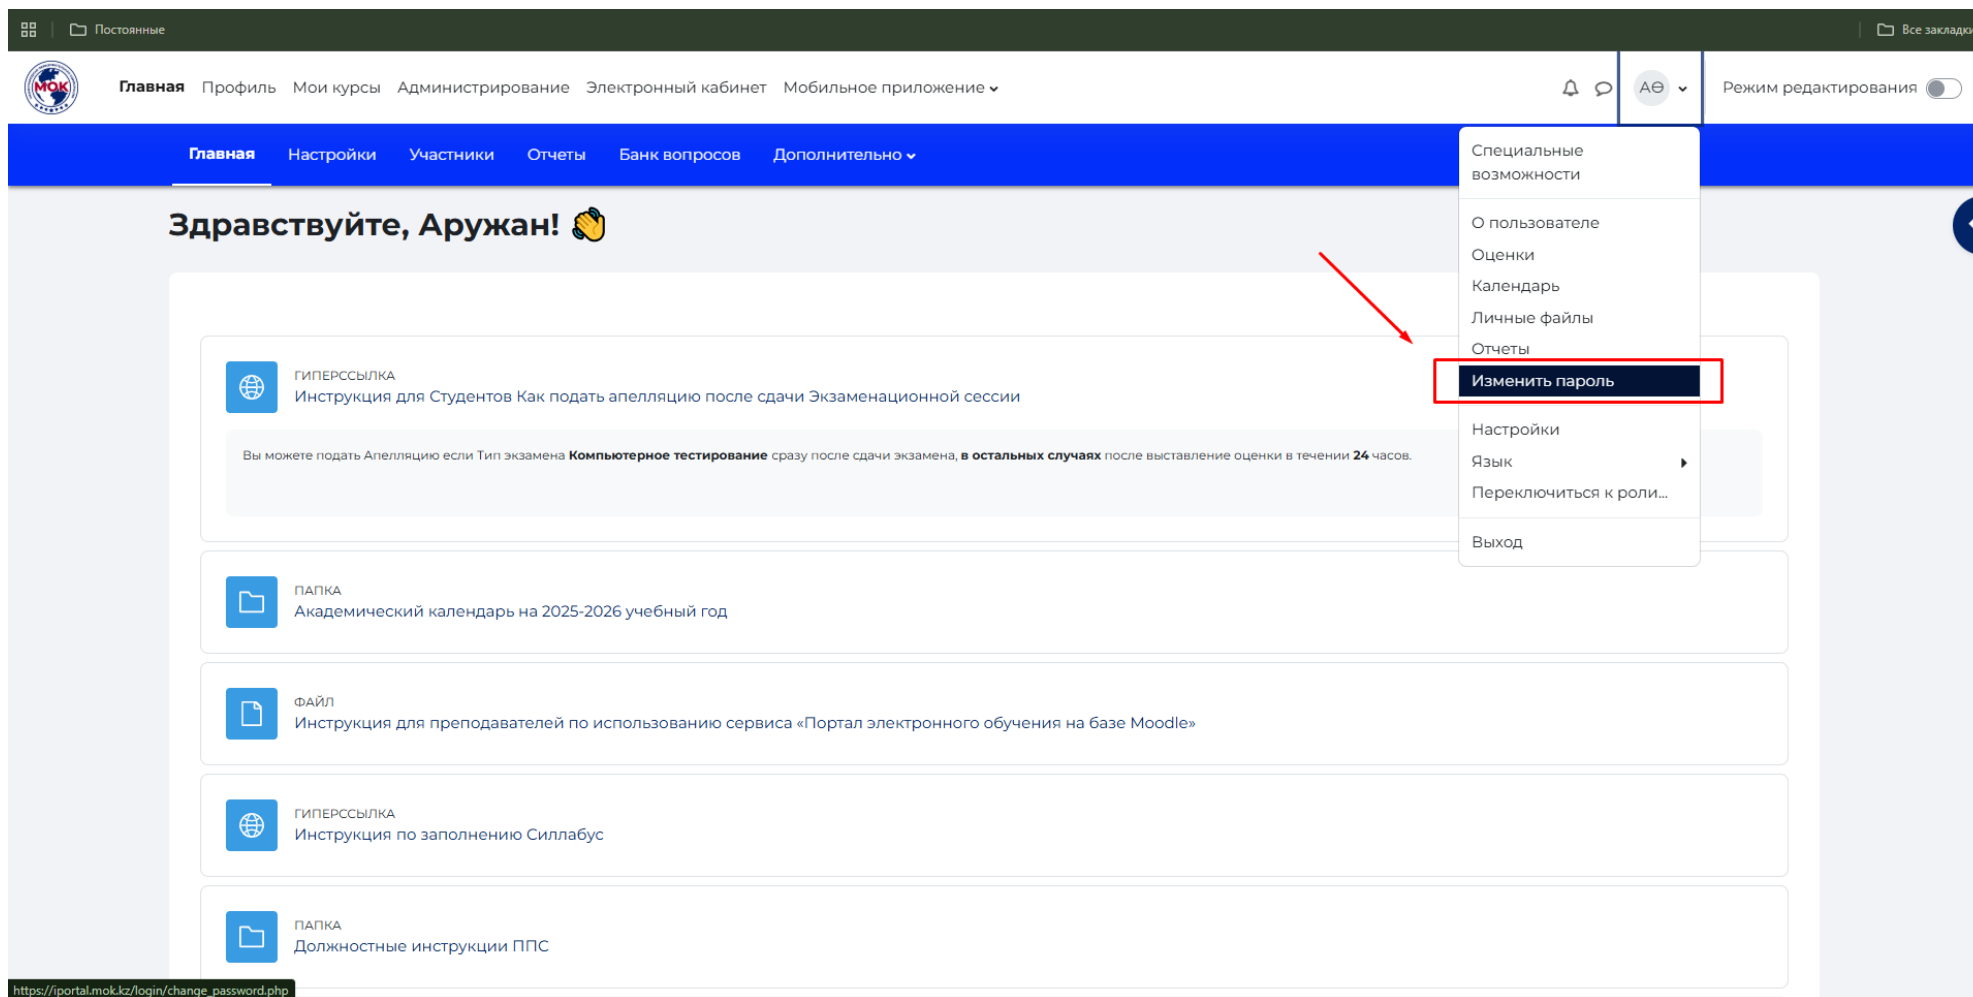 Постоянные
Все закладки
МОК
Главная Профиль Мои курсы Администрирование Электронный кабинет Мобильное приложение
АӨ
Режим редактирования
Главная Настройки Участники Отчеты Банк вопросов Дополнительно
Здравствуйте, Аружан!
Специальные
возможности
О пользователе
Оценки
Календарь
Личные файлы
Отчеты
Изменить пароль
Настройки
Язык
Переключиться к роли...
Выход
ГИПЕРССЫЛКА
Инструкция для Студентов Как подать апелляцию после сдачи Экзаменационной сессии
Вы можете подать Апелляцию если Тип экзамена Компьютерное тестирование сразу после сдачи экзамена, в остальных случаях после выставление оценки в течении 24 часов.
ПАПКА
Академический календарь на 2025-2026 учебный год
ФАЙЛ
Инструкция для преподавателей по использованию сервиса «Портал электронного обучения на базе Moodle»
ГИПЕРССЫЛКА
Инструкция по заполнению Силлабус
ПАПКА
Должностные инструкции ППС
https://iportal.mok.kz/login/change_password.php